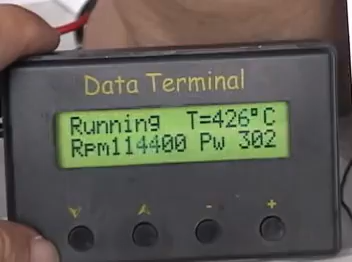 Data Terminal
Running T=426°C
Rpm114400 Pw 302
- +